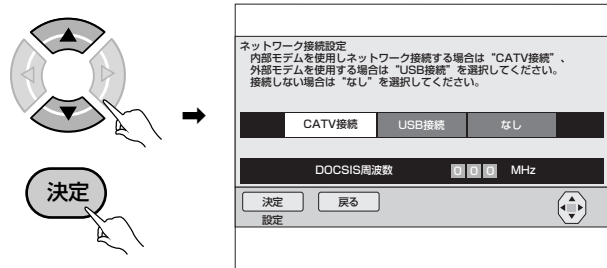 ネットワーク接続設定
内部モデムを使用しネットワーク接続する場合は“CATV接続”、
外部モデムを使用する場合は“USB接続”を選択してください。
接続しない場合は“なし”を選択してください。
CATV接続 USB接続 なし
DOCSIS周波数 0 0 0 MHz
決定 戻る
設定
決定